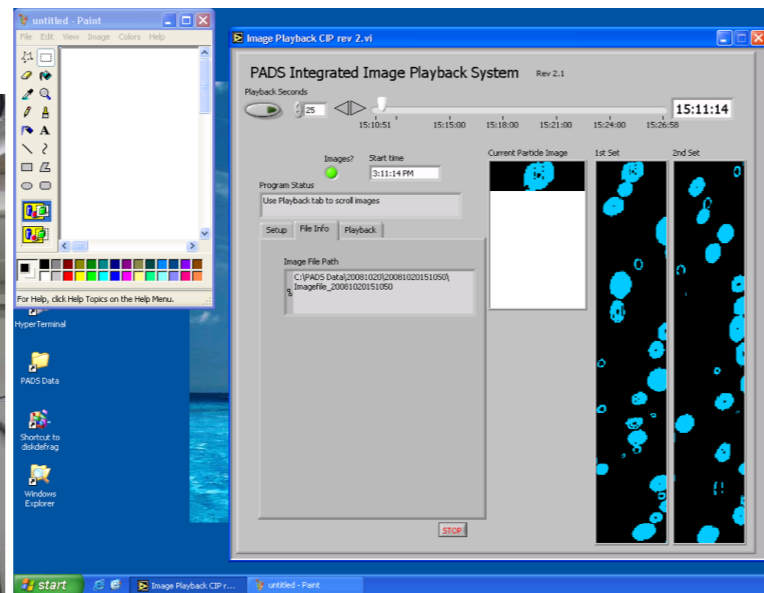 untitled - Paint
File Edit View Image Colors Help
A
For Help, click Help Topics on the Help Menu.
HyperTerminal
PADS Data
Shortcut to
diskdefrag
Windows
Explorer
Image Playback CIP rev 2.vi
PADS Integrated Image Playback System Rev 2.1
Playback Seconds
25
15:11:14
15:10:51 15:15:00 15:18:00 15:21:00 15:24:00 15:26:58
Images? Start time
3:11:14 PM
Program Status
Use Playback tab to scroll images
Setup File Info Playback
Image File Path
C:\PADS Data\20081020\20081020151050\
Imagefile_20081020151050
STOP
Current Particle Image 1st Set 2nd Set
start Image Playback CIP r... untitled - Paint